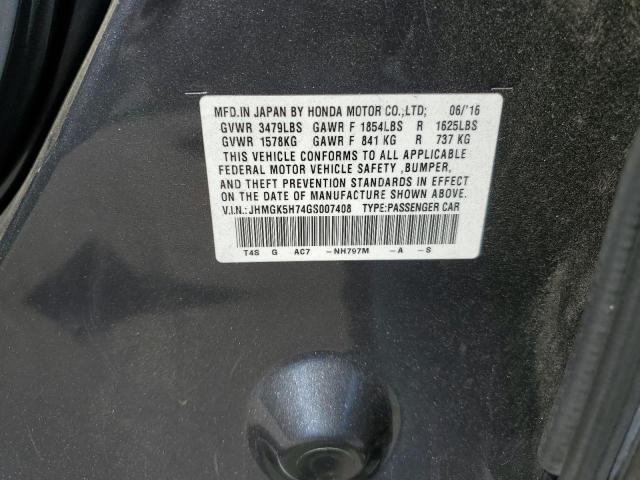 MFD.IN JAPAN BY HONDA MOTOR CO.,LTD; 06/'16
GVWR 3479LBS GAWR F 1854LBS R 1625LBS
GVWR 1578KG GAWR F 841 KG R 737 KG
THIS VEHICLE CONFORMS TO ALL APPLICABLE
FEDERAL MOTOR VEHICLE SAFETY ,BUMPER,
AND THEFT PREVENTION STANDARDS IN EFFECT
ON THE DATE OF MANUFACTURE SHOWN ABOVE.
V.I.N.: JHMGK5H74GS007408 TYPE:PASSENGER CAR
T4S G AC7 -NH797M -A -S